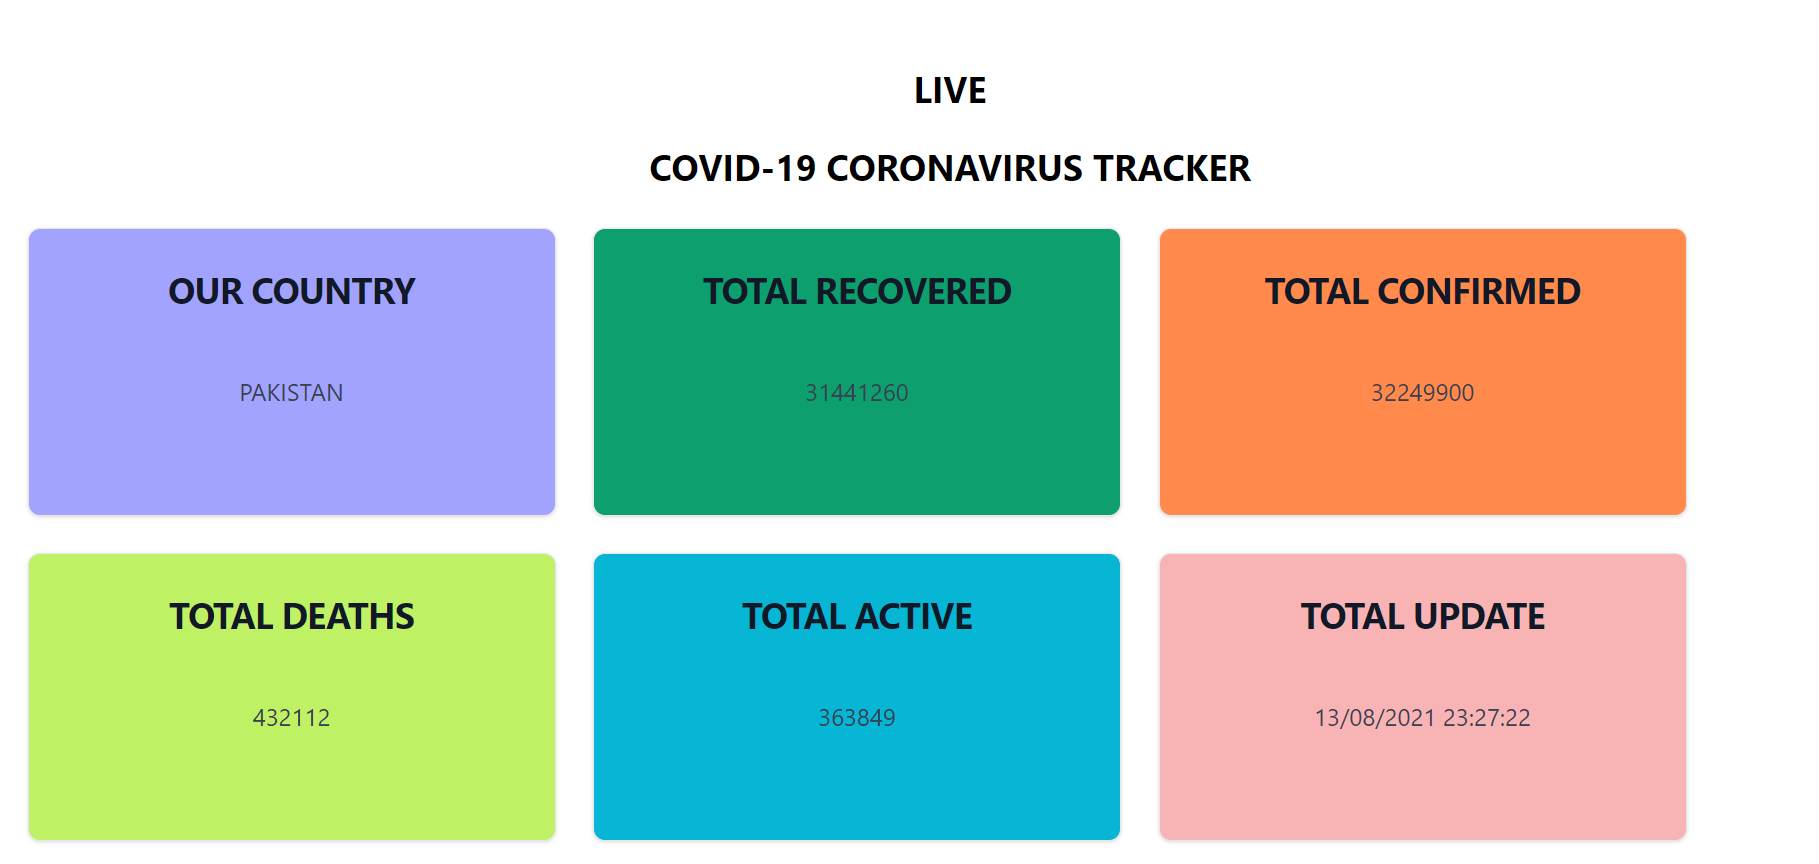 LIVE
COVID-19 CORONAVIRUS TRACKER
OUR COUNTRY
PAKISTAN
TOTAL RECOVERED
31441260
TOTAL CONFIRMED
32249900
TOTAL DEATHS
432112
TOTAL ACTIVE
363849
TOTAL UPDATE
13/08/2021 23:27:22